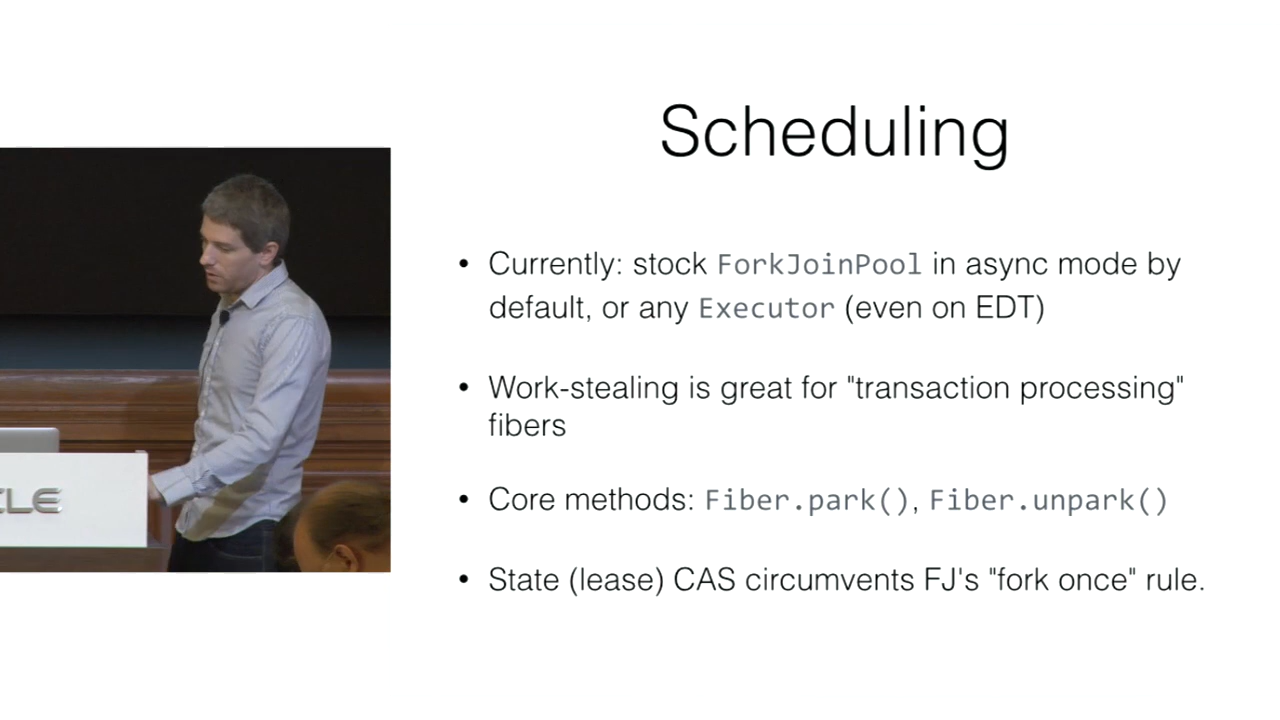 Scheduling
• Currently: stock ForkJoinPool in async mode by
default, or any Executor (even on EDT)
• Work-stealing is great for "transaction processing"
fibers
• Core methods: Fiber.park(), Fiber.unpark()
• State (lease) CAS circumvents FJ's "fork once" rule.
CLE